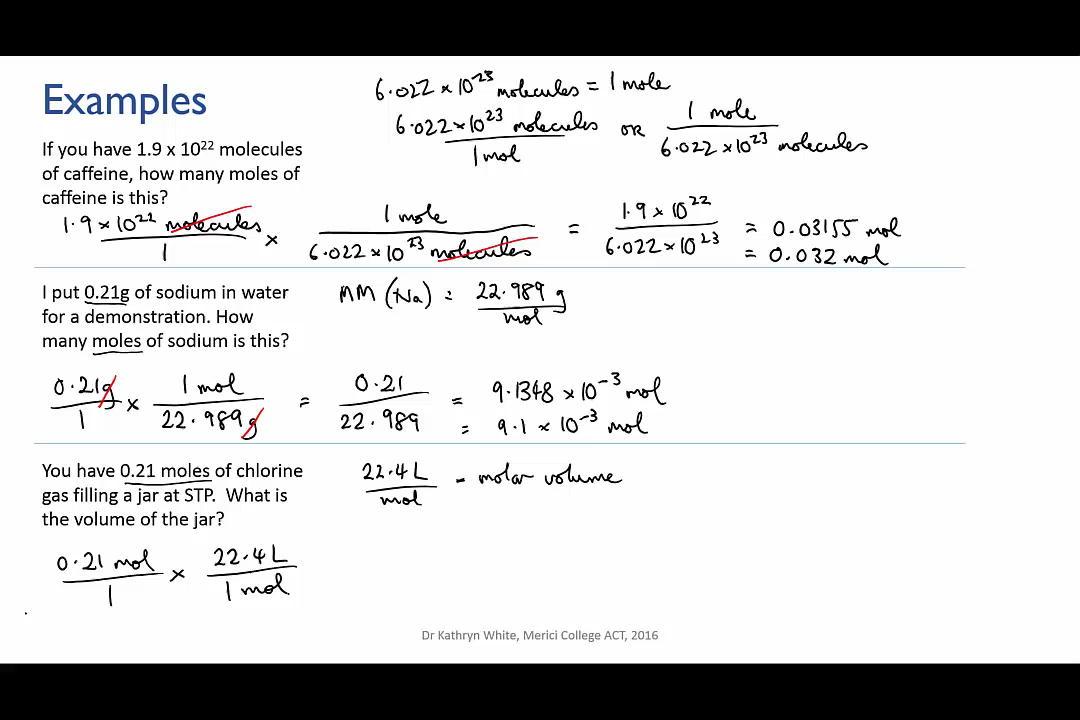 Examples
6.022 × 10^23 molecules = 1 mole
6.022 × 10^23 molecules / 1 mol OR 1 mole / 6.022 × 10^23 molecules
If you have 1.9 x 10^22 molecules
of caffeine, how many moles of
caffeine is this?
1.9 × 10^22 molecules / 1 × 1 mole / 6.022 × 10^23 molecules = 1.9 × 10^22 / 6.022 × 10^23 = 0.03155 mol
= 0.032 mol
I put 0.21g of sodium in water
for a demonstration. How
many moles of sodium is this?
MM (Na) = 22.989 g / mol
0.21g / 1 × 1 mol / 22.989g = 0.21 / 22.989 = 9.1348 × 10^-3 mol
= 9.1 × 10^-3 mol
You have 0.21 moles of chlorine
gas filling a jar at STP. What is
the volume of the jar?
22.4 L / mol - molar volume
0.21 mol / 1 × 22.4 L / 1 mol
Dr Kathryn White, Merici College ACT, 2016